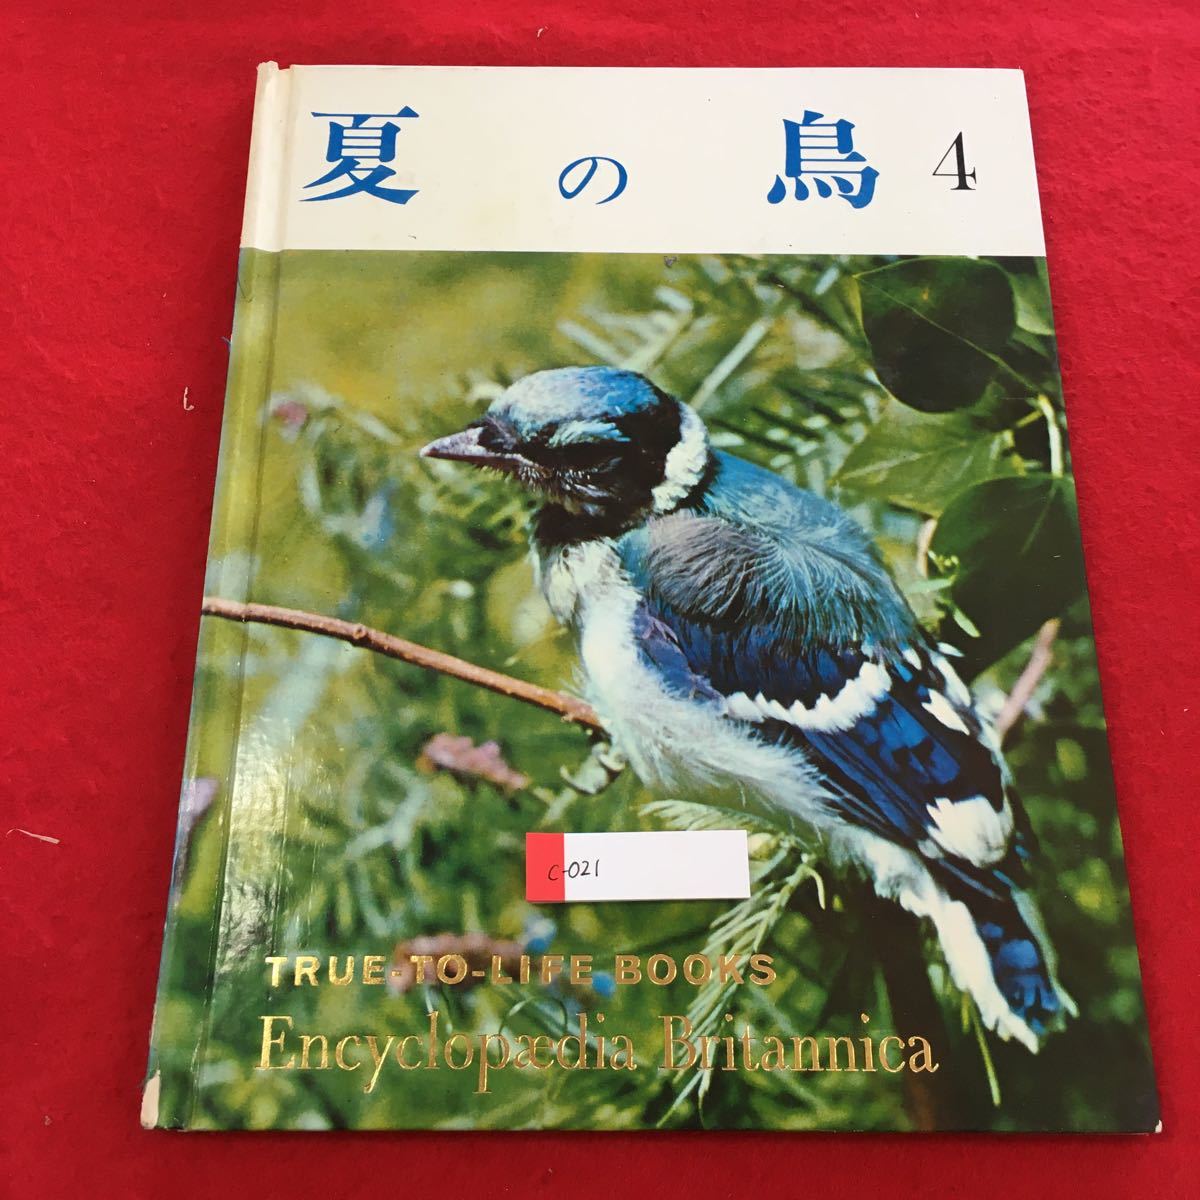 夏の鳥 4
C-021
TRUE-TO-LIFE BOOKS
Encyclopædia Britannica